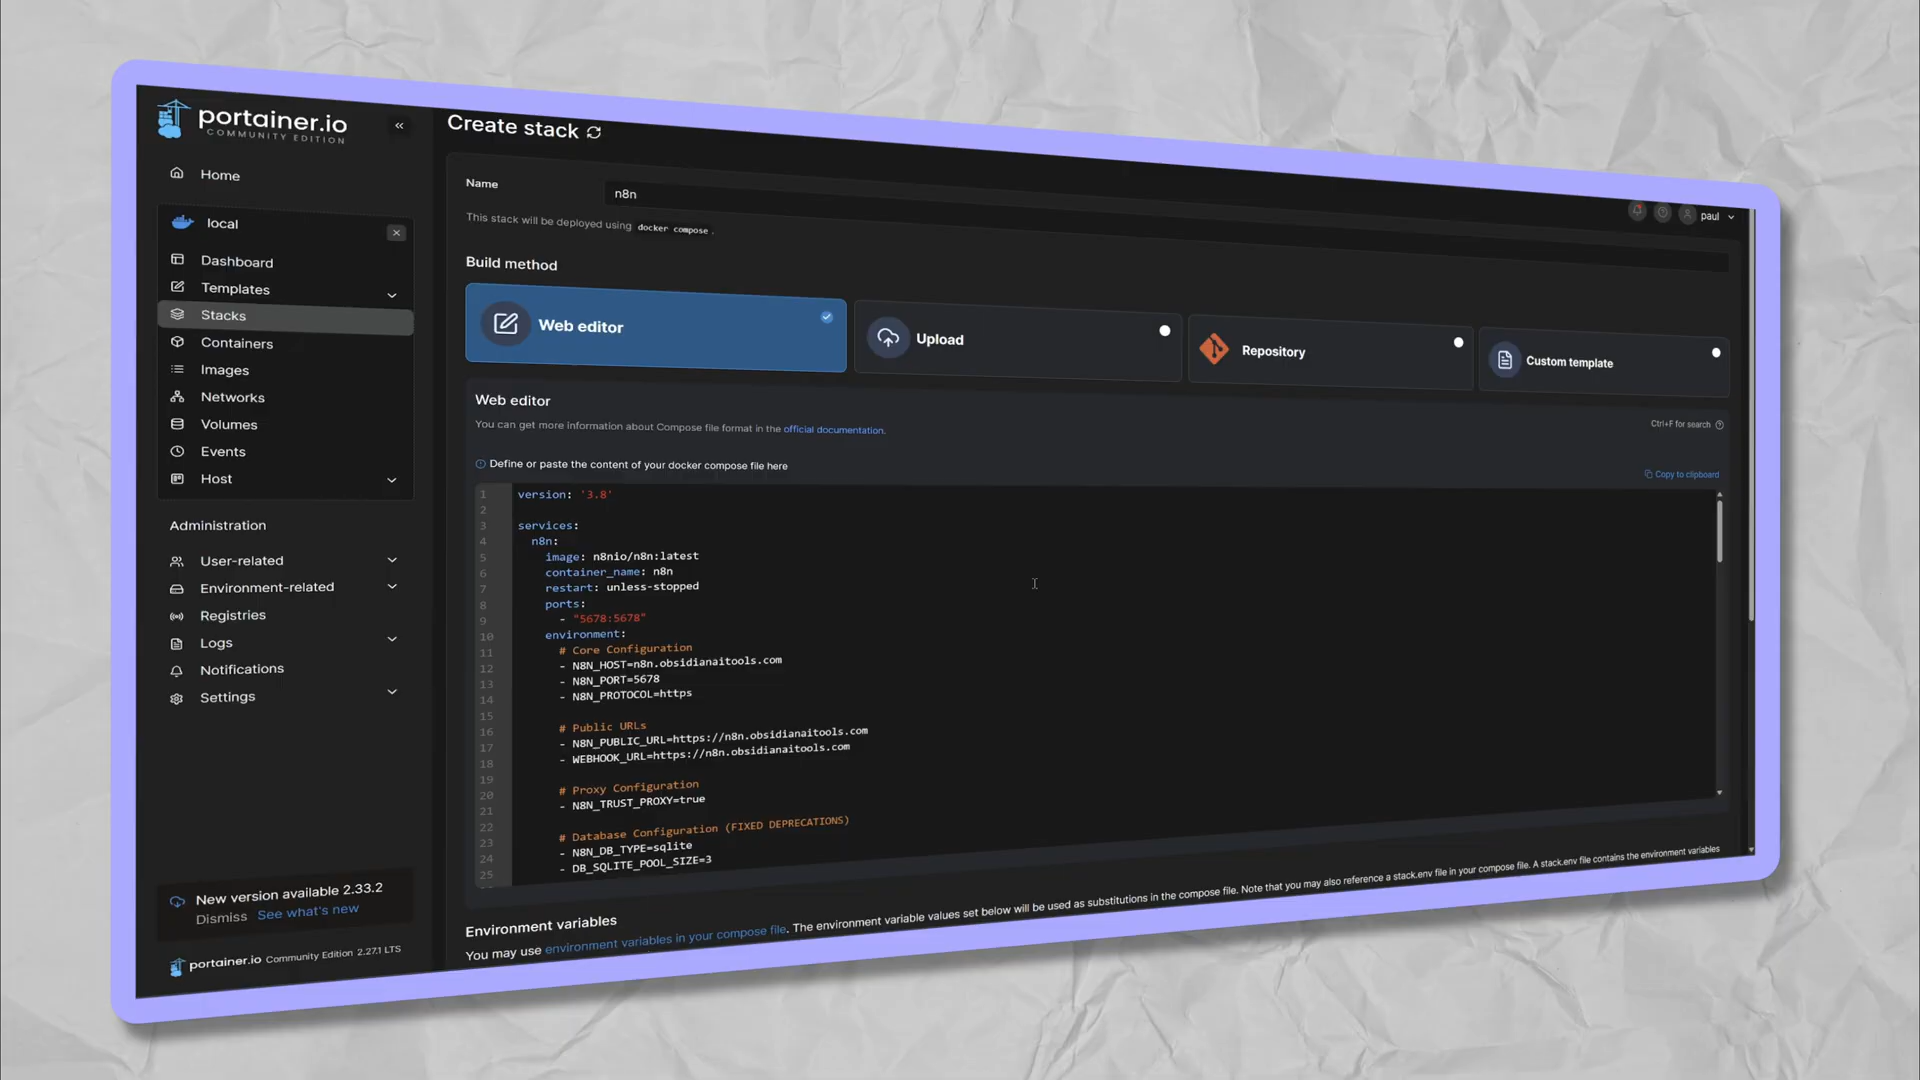 portainer.io
COMMUNITY EDITION
Home
local
Dashboard
Templates
Stacks
Containers
Images
Networks
Volumes
Events
Host
Administration
User-related
Environment-related
Registries
Logs
Notifications
Settings
New version available 2.33.2
Dismiss See what's new
portainer.io Community Edition 2.27.1 LTS
Create stack
paul
Name
n8n
This stack will be deployed using docker compose.
Build method
Web editor
Upload
Repository
Custom template
Web editor
You can get more information about Compose file format in the official documentation.
Ctrl+F for search
Define or paste the content of your docker compose file here
Copy to clipboard
1 version: '3.8'
2
3 services:
4 n8n:
5 image: n8nio/n8n:latest
6 container_name: n8n
7 restart: unless-stopped
8 ports:
9 - "5678:5678"
10 environment:
11 # Core Configuration
12 - N8N_HOST=n8n.obsidianaitools.com
13 - N8N_PORT=5678
14 - N8N_PROTOCOL=https
15
16 # Public URLs
17 - N8N_PUBLIC_URL=https://n8n.obsidianaitools.com
18 - WEBHOOK_URL=https://n8n.obsidianaitools.com
19
20 # Proxy Configuration
21 - N8N_TRUST_PROXY=true
22
23 # Database Configuration (FIXED DEPRECATIONS)
24 - N8N_DB_TYPE=sqlite
25 - DB_SQLITE_POOL_SIZE=3
Environment variables
You may use environment variables in your compose file. The environment variable values set below will be used as substitutions in the compose file. Note that you may also reference a stack.env file in your compose file. A stack.env file contains the environment variables